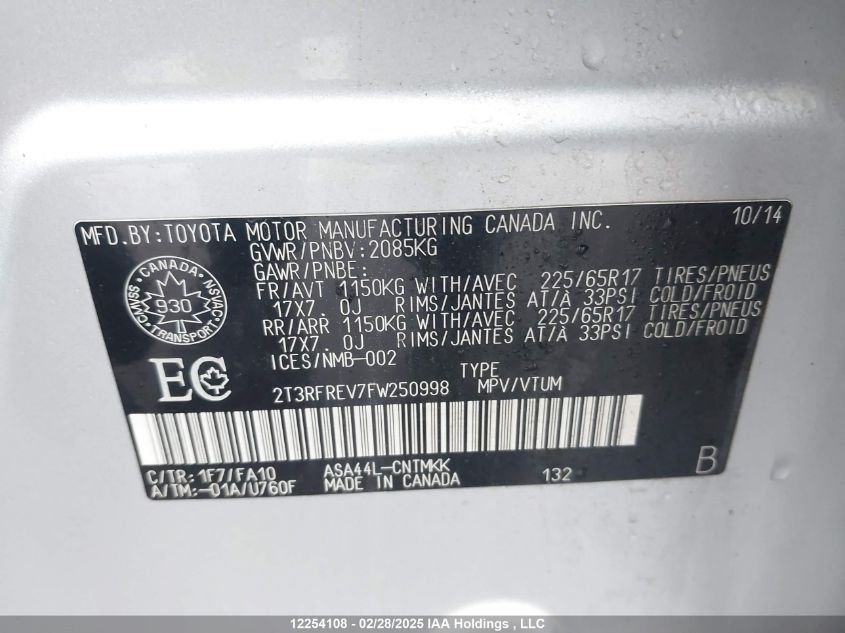 MFD.BY:TOYOTA MOTOR MANUFACTURING CANADA INC. 10/14
GVWR/PNBV:2085KG
GAWR/PNBE:
FR/AVT 1150KG WITH/AVEC 225/65R17 TIRES/PNEUS
17X7.0J RIMS/JANTES AT/À 33PSI COLD/FROID
RR/ARR 1150KG WITH/AVEC 225/65R17 TIRES/PNEUS
17X7.0J RIMS/JANTES AT/À 33PSI COLD/FROID
ICES/NMB-002
CANADA
CMVSS
NSVAC
930
TRANSPORT
EC
TYPE
2T3RFREV7FW250998 MPV/VTUM
C/TR:1F7/FA10 ASA44L-CNTMKK 132 B
A/TM:-01A/U760F MADE IN CANADA
12254108 - 02/28/2025 IAA Holdings , LLC